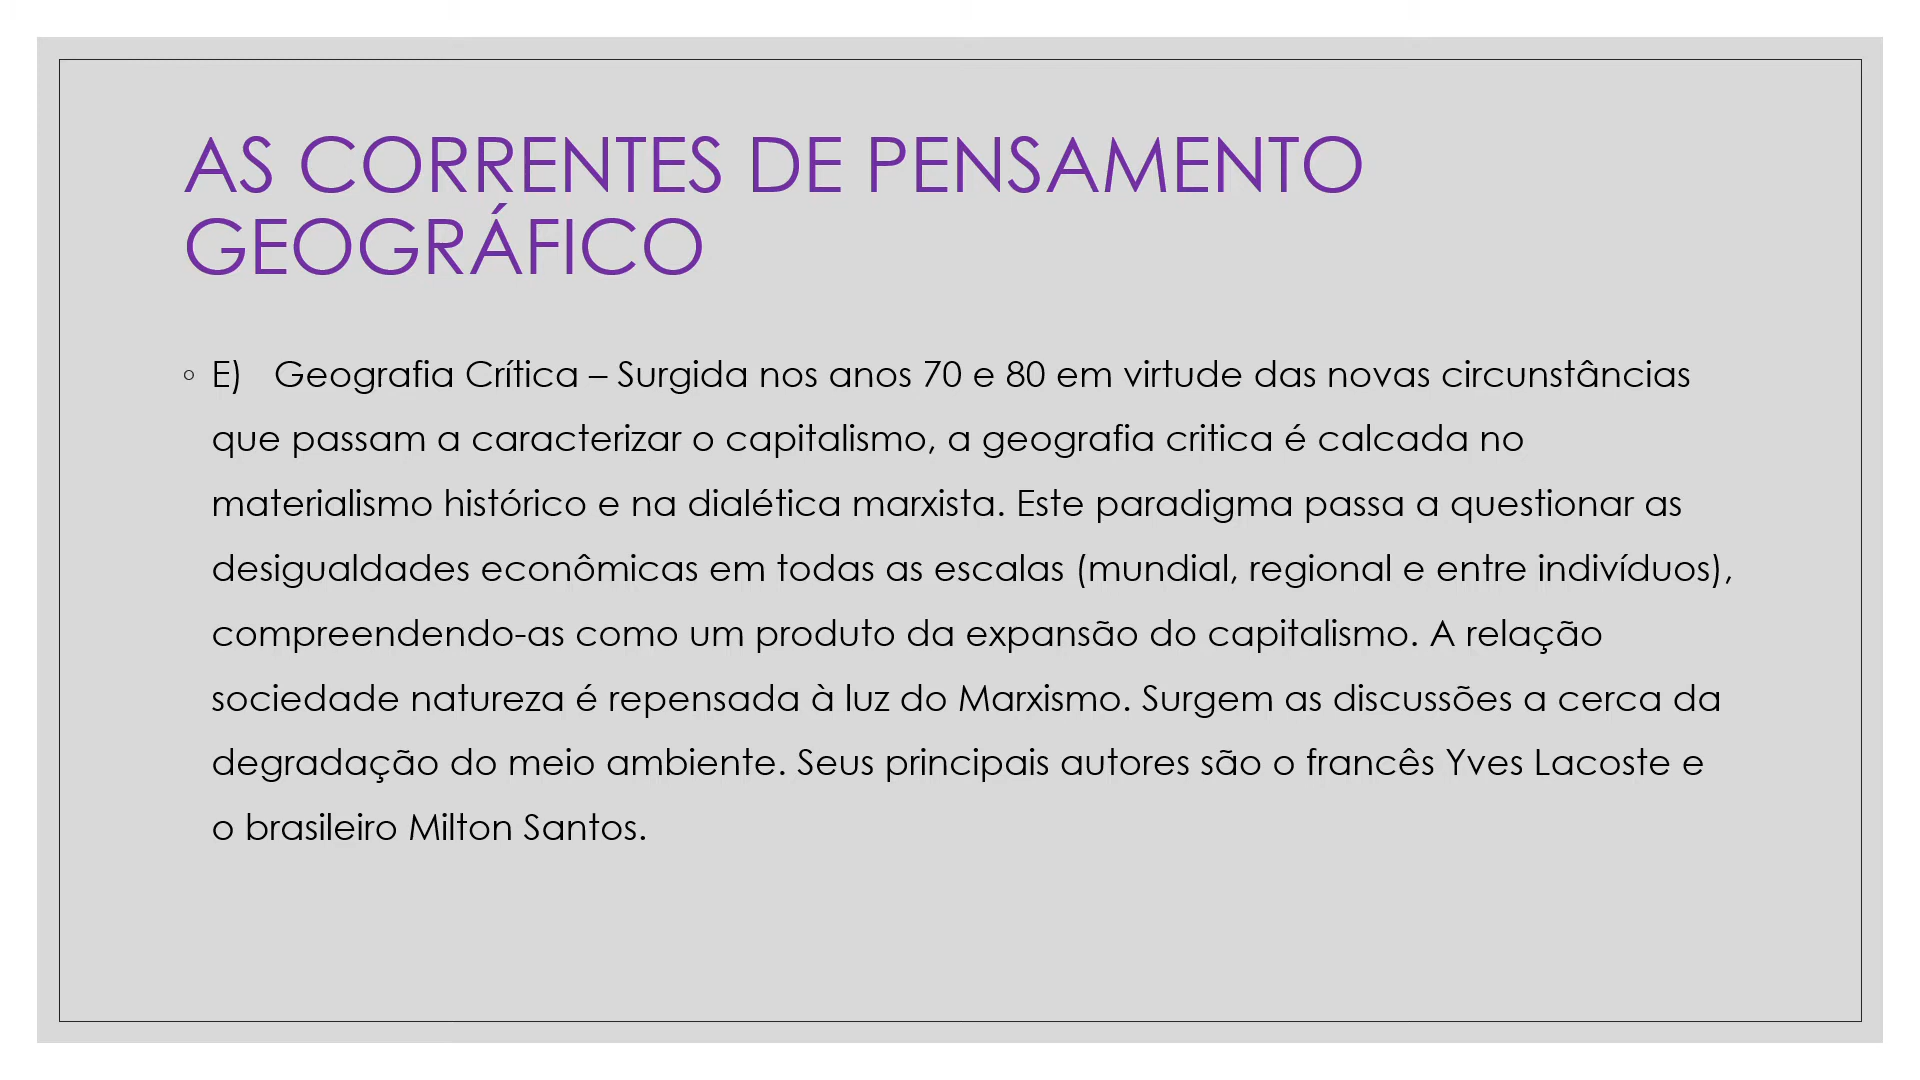 AS CORRENTES DE PENSAMENTO
GEOGRÁFICO
◦ E) Geografia Crítica – Surgida nos anos 70 e 80 em virtude das novas circunstâncias
que passam a caracterizar o capitalismo, a geografia critica é calcada no
materialismo histórico e na dialética marxista. Este paradigma passa a questionar as
desigualdades econômicas em todas as escalas (mundial, regional e entre indivíduos),
compreendendo-as como um produto da expansão do capitalismo. A relação
sociedade natureza é repensada à luz do Marxismo. Surgem as discussões a cerca da
degradação do meio ambiente. Seus principais autores são o francês Yves Lacoste e
o brasileiro Milton Santos.